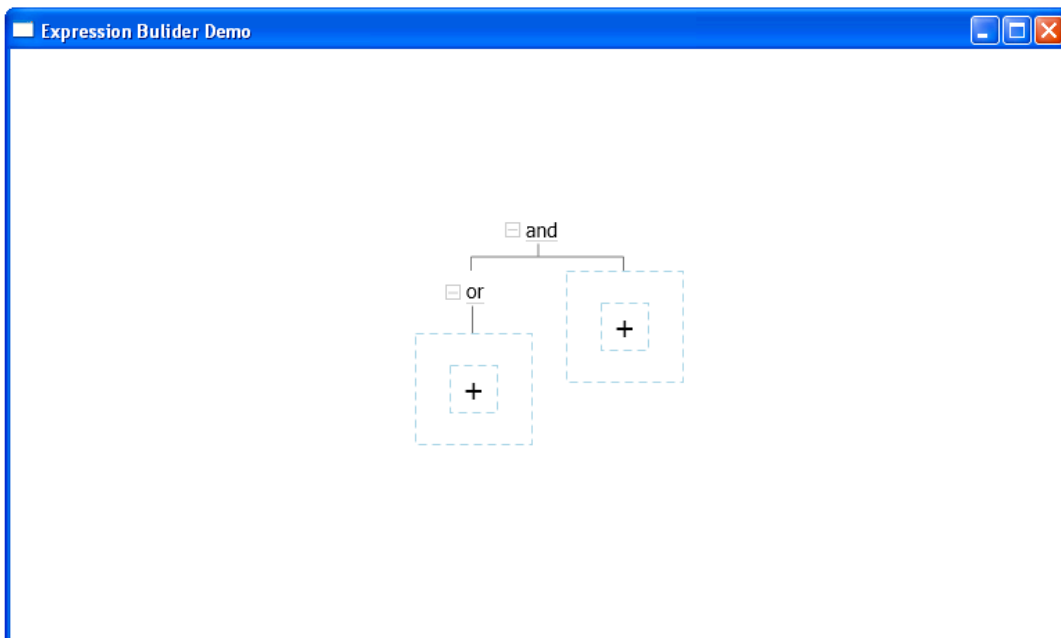 Expression Bulider Demo
and
or
+
+